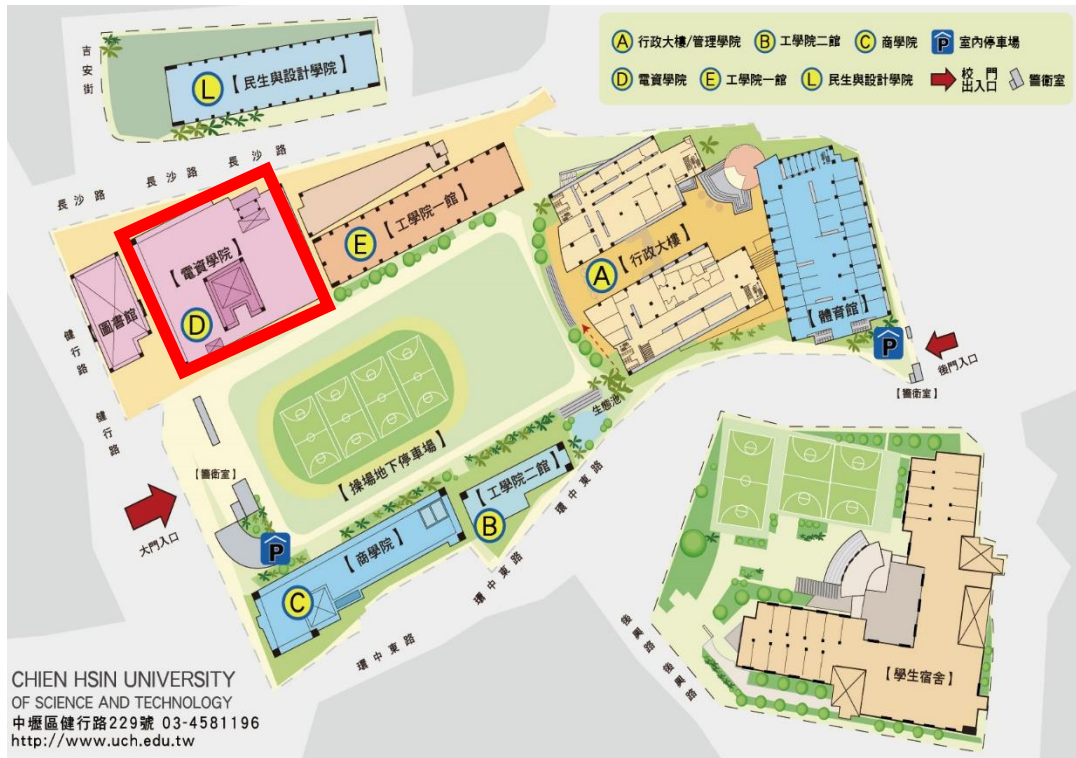 Ⓐ 行政大樓/管理學院 Ⓑ 工學院二館 Ⓒ 商學院 P 室內停車場
Ⓓ 電資學院 Ⓔ 工學院一館 Ⓛ 民生與設計學院 校門出入口 警衛室
吉安街
L 【民生與設計學院】
長沙路
長沙路
長沙路
E 【工學院一館】
【電資學院】
D
【圖書館】
A 【行政大樓】
【體育館】
P
後門入口
【警衛室】
健行路
健行路
生態池
【操場地下停車場】
【警衛室】
大門入口
P
【工學院二館】
B
【商學院】
C
環中東路
環中東路
環中東路
後興路
後興路
【學生宿舍】
CHIEN HSIN UNIVERSITY
OF SCIENCE AND TECHNOLOGY
中壢區健行路229號 03-4581196
http://www.uch.edu.tw